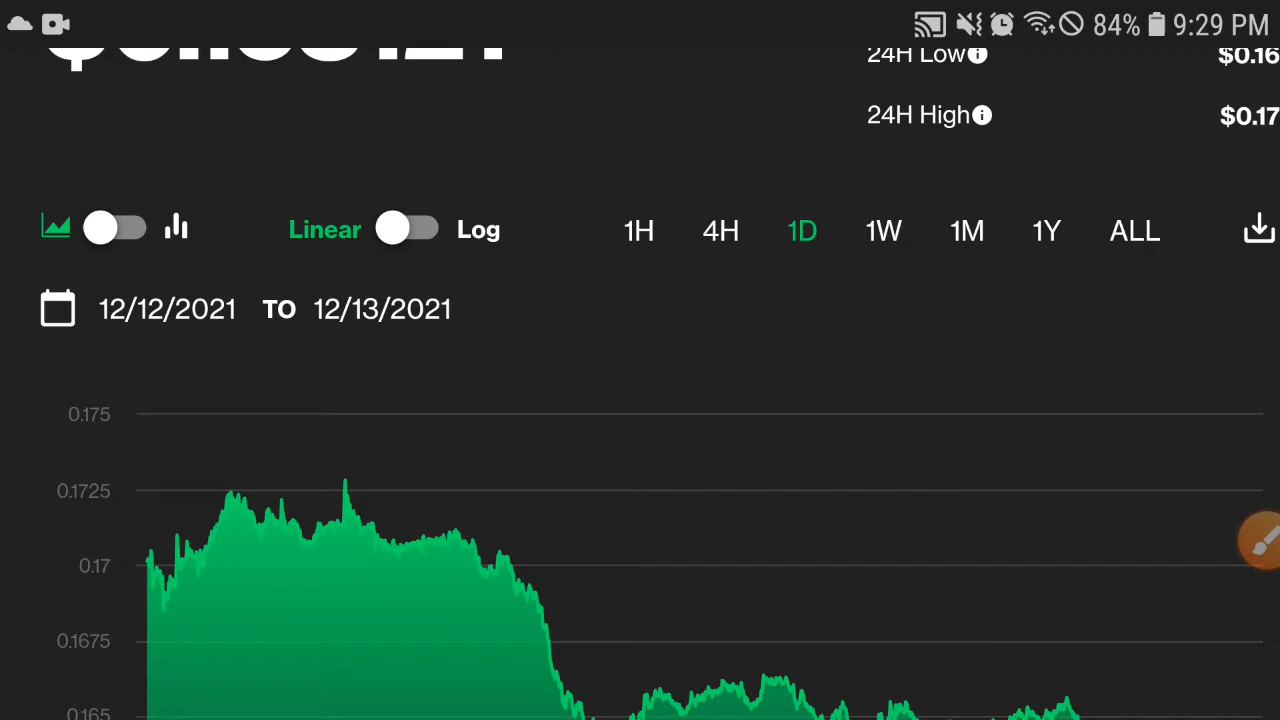 84% 9:29 PM
24H Low $0.16
24H High $0.17
Linear Log 1H 4H 1D 1W 1M 1Y ALL
12/12/2021 TO 12/13/2021
0.175
0.1725
0.17
0.1675
0.165